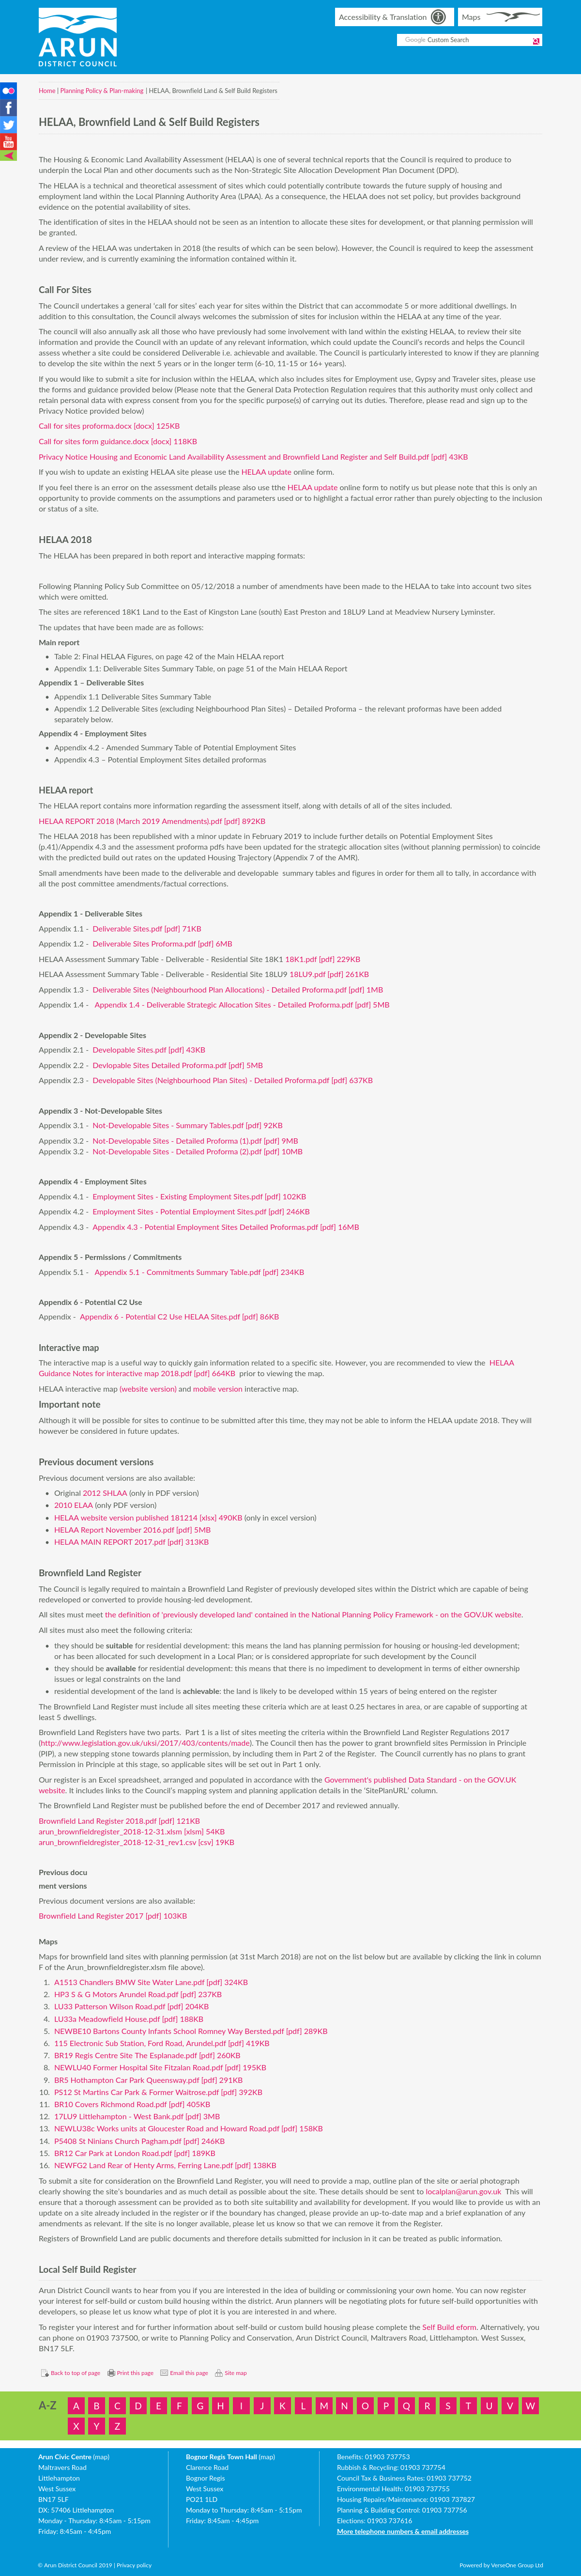 ARUN
DISTRICT COUNCIL
Accessibility & Translation
Maps
Google Custom Search
Home | Planning Policy & Plan-making | HELAA, Brownfield Land & Self Build Registers
HELAA, Brownfield Land & Self Build Registers
The Housing & Economic Land Availability Assessment (HELAA) is one of several technical reports that the Council is required to produce to
underpin the Local Plan and other documents such as the Non-Strategic Site Allocation Development Plan Document (DPD).
The HELAA is a technical and theoretical assessment of sites which could potentially contribute towards the future supply of housing and
employment land within the Local Planning Authority Area (LPAA). As a consequence, the HELAA does not set policy, but provides background
evidence on the potential availability of sites.
The identification of sites in the HELAA should not be seen as an intention to allocate these sites for development, or that planning permission will
be granted.
A review of the HELAA was undertaken in 2018 (the results of which can be seen below). However, the Council is required to keep the assessment
under review, and is currently examining the information contained within it.
Call For Sites
The Council undertakes a general 'call for sites' each year for sites within the District that can accommodate 5 or more additional dwellings. In
addition to this consultation, the Council always welcomes the submission of sites for inclusion within the HELAA at any time of the year.
The council will also annually ask all those who have previously had some involvement with land within the existing HELAA, to review their site
information and provide the Council with an update of any relevant information, which could update the Council's records and helps the Council
assess whether a site could be considered Deliverable i.e. achievable and available. The Council is particularly interested to know if any are planning
to develop the site within the next 5 years or in the longer term (6-10, 11-15 or 16+ years).
If you would like to submit a site for inclusion within the HELAA, which also includes sites for Employment use, Gypsy and Traveler sites, please use
the forms and guidance provided below (Please note that the General Data Protection Regulation requires that this authority must only collect and
retain personal data with express consent from you for the specific purpose(s) of carrying out its duties. Therefore, please read and sign up to the
Privacy Notice provided below)
Call for sites proforma.docx [docx] 125KB
Call for sites form guidance.docx [docx] 118KB
Privacy Notice Housing and Economic Land Availability Assessment and Brownfield Land Register and Self Build.pdf [pdf] 43KB
If you wish to update an existing HELAA site please use the HELAA update online form.
If you feel there is an error on the assessment details please also use tthe HELAA update online form to notify us but please note that this is only an
opportunity to provide comments on the assumptions and parameters used or to highlight a factual error rather than purely objecting to the inclusion
or status of a site.
HELAA 2018
The HELAA has been prepared in both report and interactive mapping formats:
Following Planning Policy Sub Committee on 05/12/2018 a number of amendments have been made to the HELAA to take into account two sites
which were omitted.
The sites are referenced 18K1 Land to the East of Kingston Lane (south) East Preston and 18LU9 Land at Meadview Nursery Lyminster.
The updates that have been made are as follows:
Main report
• Table 2: Final HELAA Figures, on page 42 of the Main HELAA report
• Appendix 1.1: Deliverable Sites Summary Table, on page 51 of the Main HELAA Report
Appendix 1 – Deliverable Sites
• Appendix 1.1 Deliverable Sites Summary Table
• Appendix 1.2 Deliverable Sites (excluding Neighbourhood Plan Sites) – Detailed Proforma – the relevant proformas have been added
separately below.
Appendix 4 - Employment Sites
• Appendix 4.2 - Amended Summary Table of Potential Employment Sites
• Appendix 4.3 – Potential Employment Sites detailed proformas
HELAA report
The HELAA report contains more information regarding the assessment itself, along with details of all of the sites included.
HELAA REPORT 2018 (March 2019 Amendments).pdf [pdf] 892KB
The HELAA 2018 has been republished with a minor update in February 2019 to include further details on Potential Employment Sites
(p.41)/Appendix 4.3 and the assessment proforma pdfs have been updated for the strategic allocation sites (without planning permission) to coincide
with the predicted build out rates on the updated Housing Trajectory (Appendix 7 of the AMR).
Small amendments have been made to the deliverable and developable summary tables and figures in order for them all to tally, in accordance with
all the post committee amendments/factual corrections.
Appendix 1 - Deliverable Sites
Appendix 1.1 - Deliverable Sites.pdf [pdf] 71KB
Appendix 1.2 - Deliverable Sites Proforma.pdf [pdf] 6MB
HELAA Assessment Summary Table - Deliverable - Residential Site 18K1 18K1.pdf [pdf] 229KB
HELAA Assessment Summary Table - Deliverable - Residential Site 18LU9 18LU9.pdf [pdf] 261KB
Appendix 1.3 - Deliverable Sites (Neighbourhood Plan Allocations) - Detailed Proforma.pdf [pdf] 1MB
Appendix 1.4 - Appendix 1.4 - Deliverable Strategic Allocation Sites - Detailed Proforma.pdf [pdf] 5MB
Appendix 2 - Developable Sites
Appendix 2.1 - Developable Sites.pdf [pdf] 43KB
Appendix 2.2 - Devlopable Sites Detailed Proforma.pdf [pdf] 5MB
Appendix 2.3 - Developable Sites (Neighbourhood Plan Sites) - Detailed Proforma.pdf [pdf] 637KB
Appendix 3 - Not-Developable Sites
Appendix 3.1 - Not-Developable Sites - Summary Tables.pdf [pdf] 92KB
Appendix 3.2 - Not-Developable Sites - Detailed Proforma (1).pdf [pdf] 9MB
Appendix 3.2 - Not-Developable Sites - Detailed Proforma (2).pdf [pdf] 10MB
Appendix 4 - Employment Sites
Appendix 4.1 - Employment Sites - Existing Employment Sites.pdf [pdf] 102KB
Appendix 4.2 - Employment Sites - Potential Employment Sites.pdf [pdf] 246KB
Appendix 4.3 - Appendix 4.3 - Potential Employment Sites Detailed Proformas.pdf [pdf] 16MB
Appendix 5 - Permissions / Commitments
Appendix 5.1 - Appendix 5.1 - Commitments Summary Table.pdf [pdf] 234KB
Appendix 6 - Potential C2 Use
Appendix - Appendix 6 - Potential C2 Use HELAA Sites.pdf [pdf] 86KB
Interactive map
The interactive map is a useful way to quickly gain information related to a specific site. However, you are recommended to view the HELAA
Guidance Notes for interactive map 2018.pdf [pdf] 664KB prior to viewing the map.
HELAA interactive map (website version) and mobile version interactive map.
Important note
Although it will be possible for sites to continue to be submitted after this time, they may not be able to inform the HELAA update 2018. They will
however be considered in future updates.
Previous document versions
Previous document versions are also available:
• Original 2012 SHLAA (only in PDF version)
• 2010 ELAA (only PDF version)
• HELAA website version published 181214 [xlsx] 490KB (only in excel version)
• HELAA Report November 2016.pdf [pdf] 5MB
• HELAA MAIN REPORT 2017.pdf [pdf] 313KB
Brownfield Land Register
The Council is legally required to maintain a Brownfield Land Register of previously developed sites within the District which are capable of being
redeveloped or converted to provide housing-led development.
All sites must meet the definition of 'previously developed land' contained in the National Planning Policy Framework - on the GOV.UK website.
All sites must also meet the following criteria:
• they should be suitable for residential development: this means the land has planning permission for housing or housing-led development;
or has been allocated for such development in a Local Plan; or is considered appropriate for such development by the Council
• they should be available for residential development: this means that there is no impediment to development in terms of either ownership
issues or legal constraints on the land
• residential development of the land is achievable: the land is likely to be developed within 15 years of being entered on the register
The Brownfield Land Register must include all sites meeting these criteria which are at least 0.25 hectares in area, or are capable of supporting at
least 5 dwellings.
Brownfield Land Registers have two parts. Part 1 is a list of sites meeting the criteria within the Brownfield Land Register Regulations 2017
(http://www.legislation.gov.uk/uksi/2017/403/contents/made). The Council then has the power to grant brownfield sites Permission in Principle
(PIP), a new stepping stone towards planning permission, by including them in Part 2 of the Register. The Council currently has no plans to grant
Permission in Principle at this stage, so applicable sites will be set out in Part 1 only.
Our register is an Excel spreadsheet, arranged and populated in accordance with the Government's published Data Standard - on the GOV.UK
website. It includes links to the Council's mapping system and planning application details in the 'SitePlanURL' column.
The Brownfield Land Register must be published before the end of December 2017 and reviewed annually.
Brownfield Land Register 2018.pdf [pdf] 121KB
arun_brownfieldregister_2018-12-31.xlsm [xlsm] 54KB
arun_brownfieldregister_2018-12-31_rev1.csv [csv] 19KB
Previous docu
ment versions
Previous document versions are also available:
Brownfield Land Register 2017 [pdf] 103KB
Maps
Maps for brownfield land sites with planning permission (at 31st March 2018) are not on the list below but are available by clicking the link in column
F of the Arun_brownfieldregister.xlsm file above).
1. A1513 Chandlers BMW Site Water Lane.pdf [pdf] 324KB
2. HP3 S & G Motors Arundel Road.pdf [pdf] 237KB
3. LU33 Patterson Wilson Road.pdf [pdf] 204KB
4. LU33a Meadowfield House.pdf [pdf] 188KB
5. NEWBE10 Bartons County Infants School Romney Way Bersted.pdf [pdf] 289KB
6. 115 Electronic Sub Station, Ford Road, Arundel.pdf [pdf] 419KB
7. BR19 Regis Centre Site The Esplanade.pdf [pdf] 260KB
8. NEWLU40 Former Hospital Site Fitzalan Road.pdf [pdf] 195KB
9. BR5 Hothampton Car Park Queensway.pdf [pdf] 291KB
10. PS12 St Martins Car Park & Former Waitrose.pdf [pdf] 392KB
11. BR10 Covers Richmond Road.pdf [pdf] 405KB
12. 17LU9 Littlehampton - West Bank.pdf [pdf] 3MB
13. NEWLU38c Works units at Gloucester Road and Howard Road.pdf [pdf] 158KB
14. P5408 St Ninians Church Pagham.pdf [pdf] 246KB
15. BR12 Car Park at London Road.pdf [pdf] 189KB
16. NEWFG2 Land Rear of Henty Arms, Ferring Lane.pdf [pdf] 138KB
To submit a site for consideration on the Brownfield Land Register, you will need to provide a map, outline plan of the site or aerial photograph
clearly showing the site's boundaries and as much detail as possible about the site. These details should be sent to localplan@arun.gov.uk This will
ensure that a thorough assessment can be provided as to both site suitability and availability for development. If you would like to provide us with an
update on a site already included in the register or if the boundary has changed, please provide an up-to-date map and a brief explanation of any
amendments as relevant. If the site is no longer available, please let us know so that we can remove it from the Register.
Registers of Brownfield Land are public documents and therefore details submitted for inclusion in it can be treated as public information.
Local Self Build Register
Arun District Council wants to hear from you if you are interested in the idea of building or commissioning your own home. You can now register
your interest for self-build or custom build housing within the district. Arun planners will be actively negotiating plots for future self-build opportunities with
developers, so please let us know what type of plot it is you are interested in and where.
To register your interest and for further information about self-build or custom build housing please complete the Self Build eform. Alternatively, you
can phone on 01903 737500, or write to Planning Policy and Conservation, Arun District Council, Maltravers Road, Littlehampton. West Sussex,
BN17 5LF.
Back to top of page Print this page Email this page Site map
A-Z A B C D E F G H I J K L M N O P Q R S T U V W
X Y Z
Arun Civic Centre (map)
Maltravers Road
Littlehampton
West Sussex
BN17 5LF
DX: 57406 Littlehampton
Monday - Thursday: 8:45am - 5:15pm
Friday: 8:45am - 4:45pm
Bognor Regis Town Hall (map)
Clarence Road
Bognor Regis
West Sussex
PO21 1LD
Monday to Thursday: 8:45am - 5:15pm
Friday: 8:45am - 4:45pm
Benefits: 01903 737753
Rubbish & Recycling: 01903 737754
Council Tax & Business Rates: 01903 737752
Environmental Health: 01903 737755
Housing Repairs/Maintenance: 01903 737827
Planning & Building Control: 01903 737756
Elections: 01903 737616
More telephone numbers & email addresses
© Arun District Council 2019 | Privacy policy
Powered by VerseOne Group Ltd